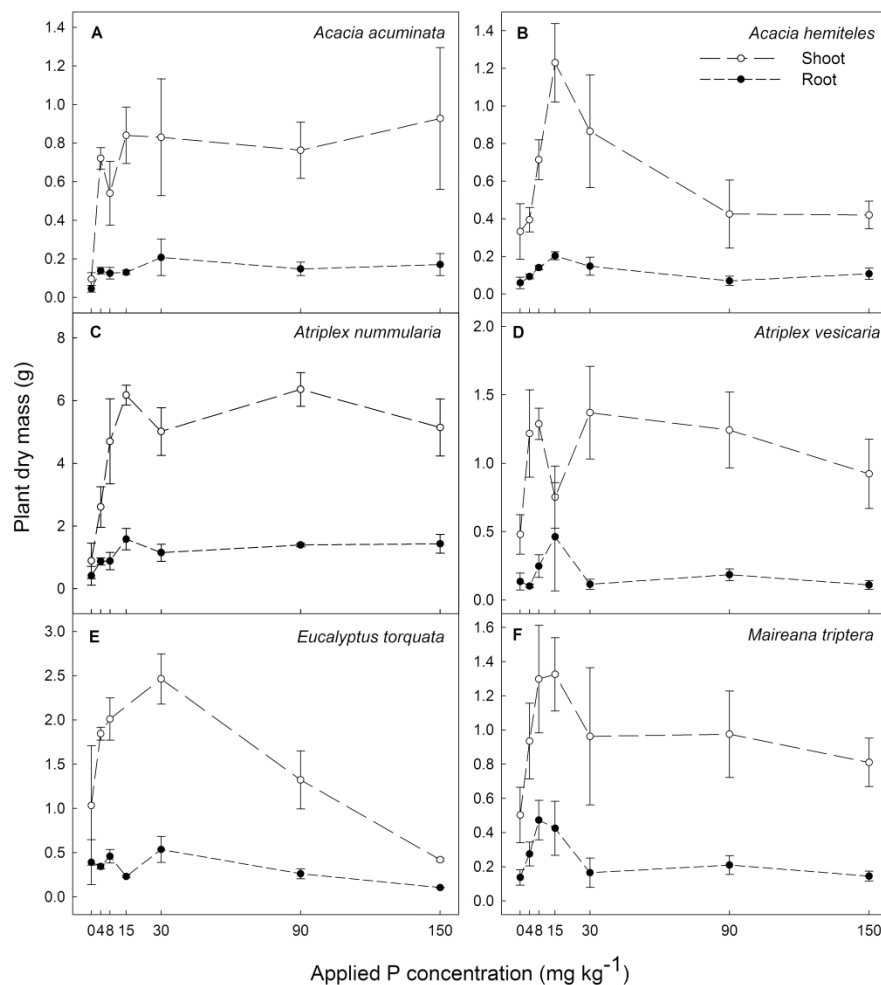 A
Acacia acuminata
1.4
1.2
1.0
0.8
0.6
0.4
0.2
0.0
B
Acacia hemiteles
Shoot
Root
1.4
1.2
1.0
0.8
0.6
0.4
0.2
0.0
C
Atriplex nummularia
8
6
4
2
0
D
Atriplex vesicaria
2.0
1.5
1.0
0.5
0.0
E
Eucalyptus torquata
3.0
2.5
2.0
1.5
1.0
0.5
0.0
F
Maireana triptera
1.6
1.4
1.2
1.0
0.8
0.6
0.4
0.2
0.0
Plant dry mass (g)
0 4 8 15 30 90 150
0 4 8 15 30 90 150
Applied P concentration (mg kg⁻¹)